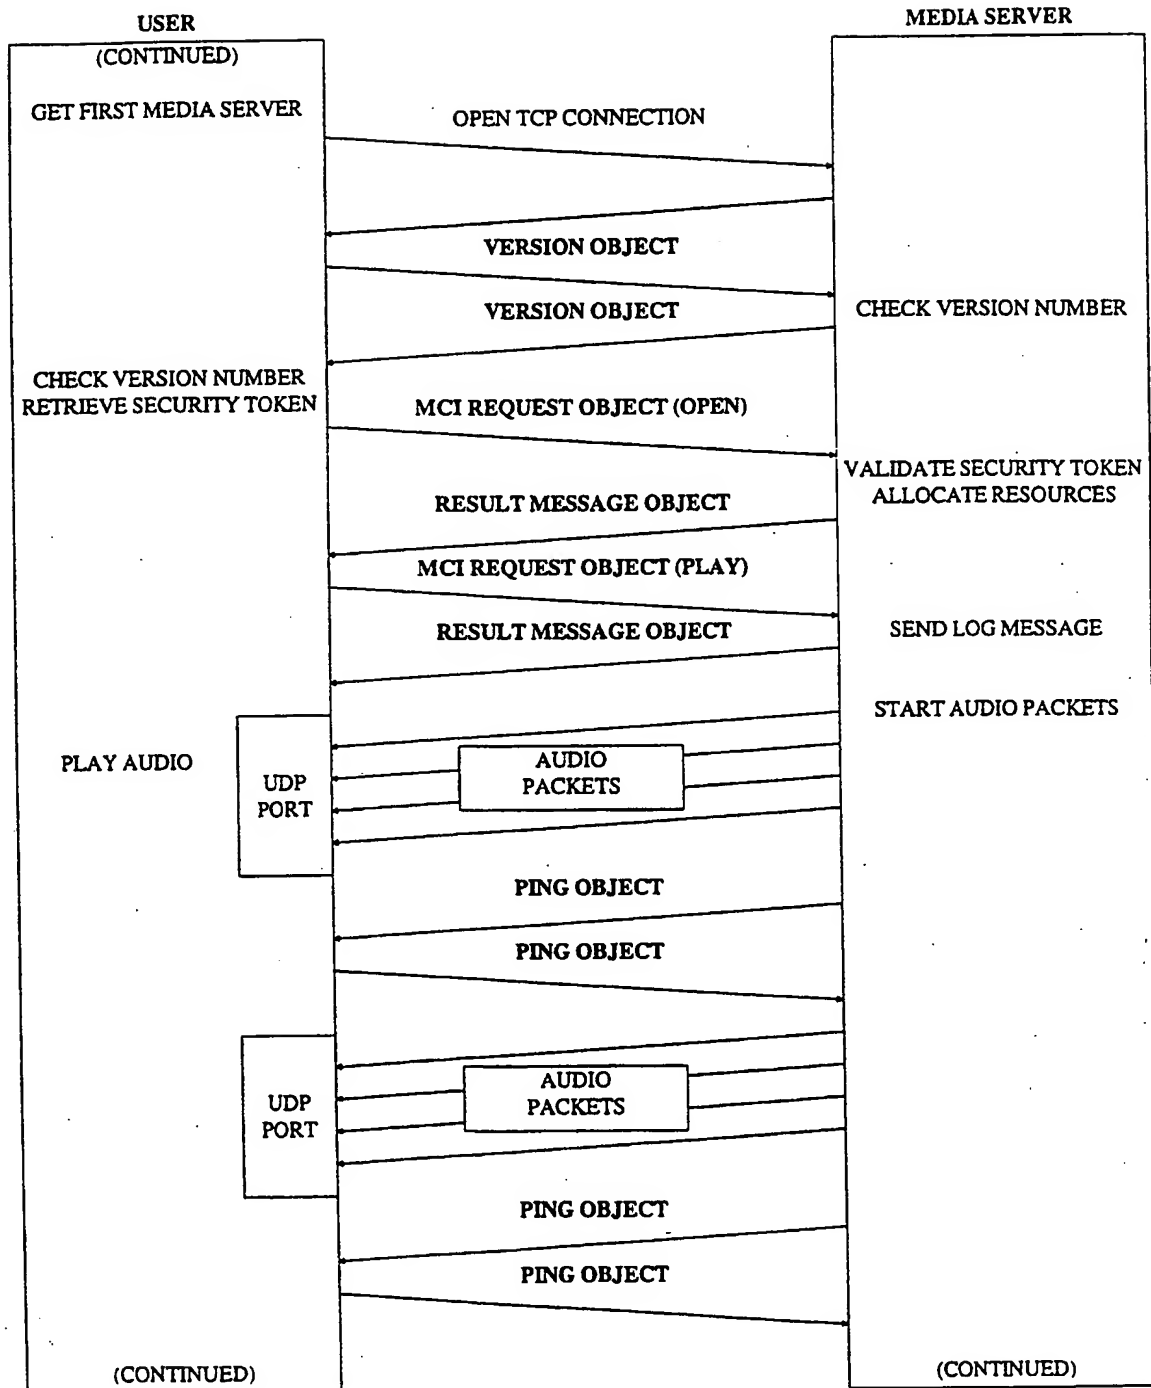 USER
MEDIA SERVER
(CONTINUED)
GET FIRST MEDIA SERVER
OPEN TCP CONNECTION
VERSION OBJECT
VERSION OBJECT
CHECK VERSION NUMBER
CHECK VERSION NUMBER
RETRIEVE SECURITY TOKEN
MCI REQUEST OBJECT (OPEN)
VALIDATE SECURITY TOKEN
ALLOCATE RESOURCES
RESULT MESSAGE OBJECT
MCI REQUEST OBJECT (PLAY)
SEND LOG MESSAGE
RESULT MESSAGE OBJECT
START AUDIO PACKETS
PLAY AUDIO
UDP
PORT
AUDIO
PACKETS
PING OBJECT
PING OBJECT
UDP
PORT
AUDIO
PACKETS
PING OBJECT
PING OBJECT
(CONTINUED)
(CONTINUED)